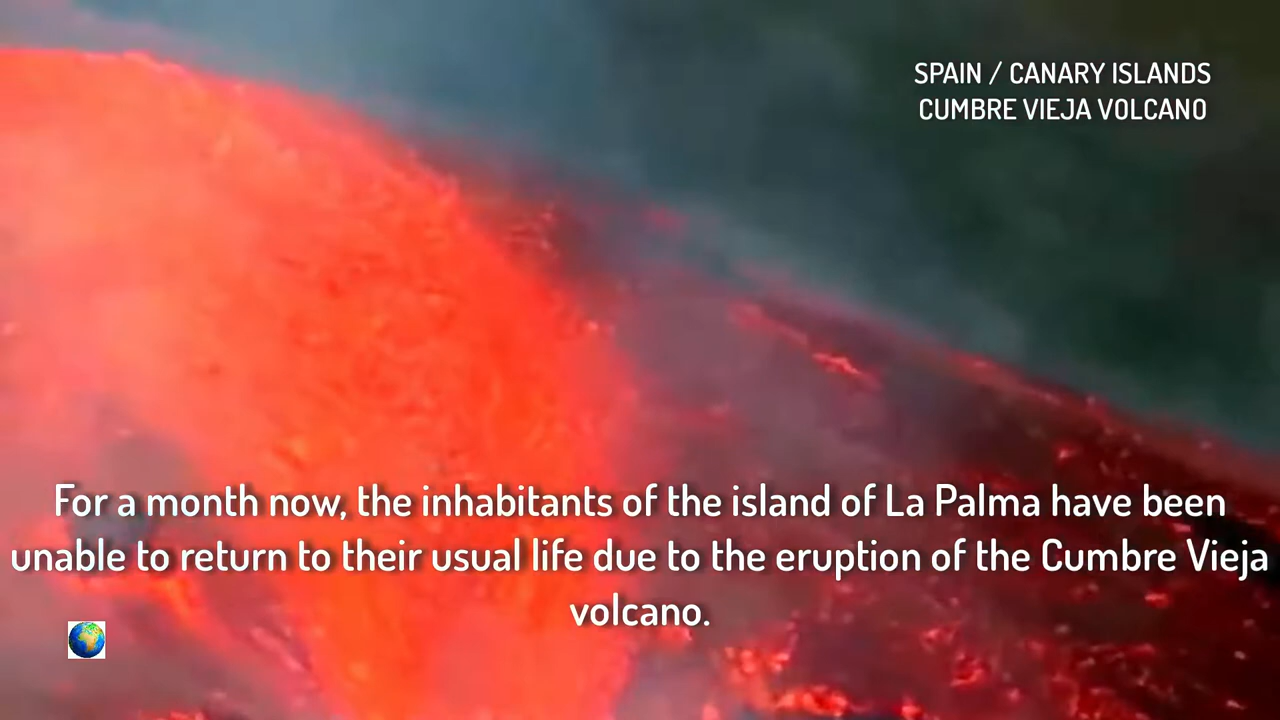 SPAIN / CANARY ISLANDS
CUMBRE VIEJA VOLCANO
For a month now, the inhabitants of the island of La Palma have been
unable to return to their usual life due to the eruption of the Cumbre Vieja
volcano.